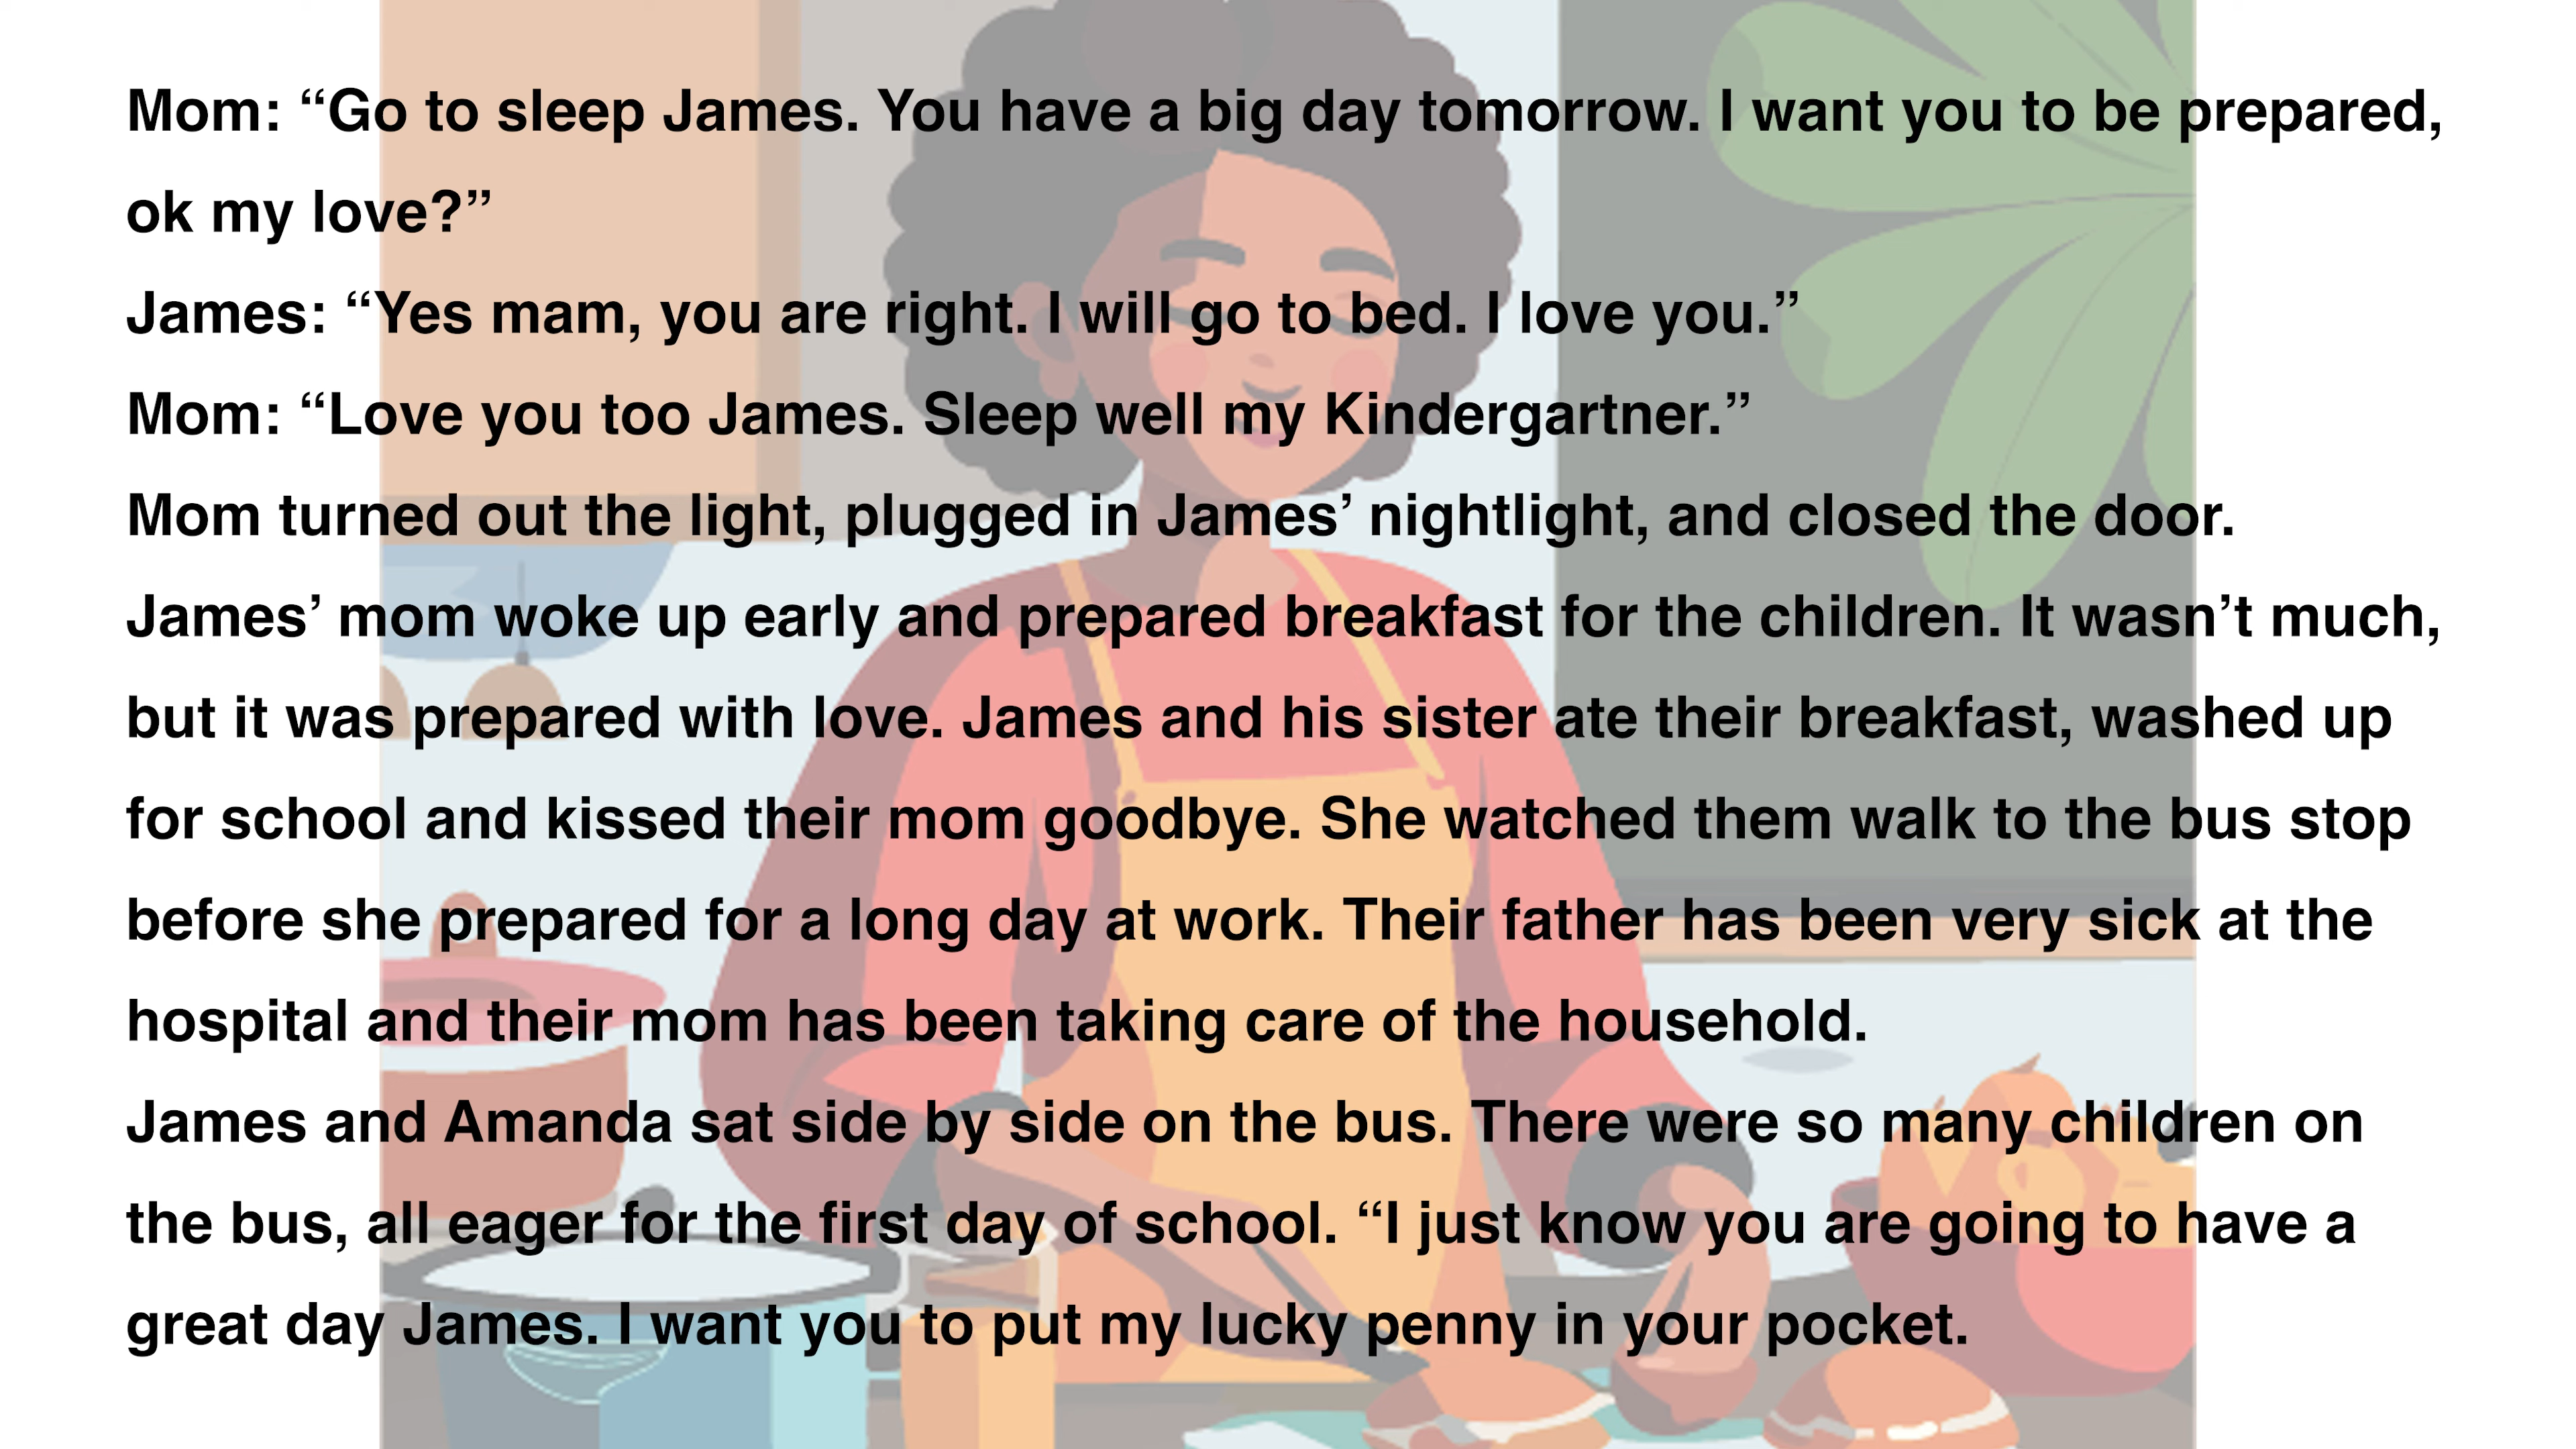 Mom: “Go to sleep James. You have a big day tomorrow. I want you to be prepared,
ok my love?”
James: “Yes mam, you are right. I will go to bed. I love you.”
Mom: “Love you too James. Sleep well my Kindergartner.”
Mom turned out the light, plugged in James’ nightlight, and closed the door.
James’ mom woke up early and prepared breakfast for the children. It wasn’t much,
but it was prepared with love. James and his sister ate their breakfast, washed up
for school and kissed their mom goodbye. She watched them walk to the bus stop
before she prepared for a long day at work. Their father has been very sick at the
hospital and their mom has been taking care of the household.
James and Amanda sat side by side on the bus. There were so many children on
the bus, all eager for the first day of school. “I just know you are going to have a
great day James. I want you to put my lucky penny in your pocket.